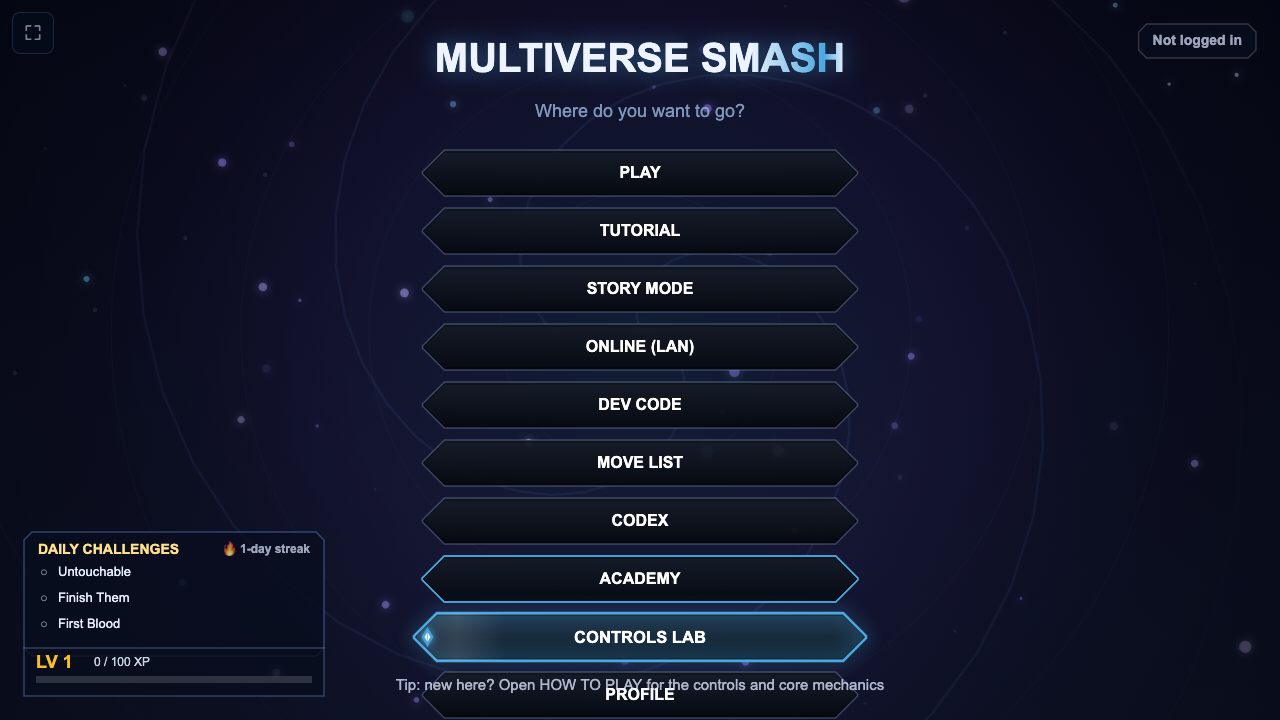 Not logged in
MULTIVERSE SMASH
Where do you want to go?
PLAY
TUTORIAL
STORY MODE
ONLINE (LAN)
DEV CODE
MOVE LIST
CODEX
ACADEMY
CONTROLS LAB
PROFILE
Tip: new here? Open HOW TO PLAY for the controls and core mechanics
DAILY CHALLENGES 🔥 1-day streak
Untouchable
Finish Them
First Blood
LV 1 0 / 100 XP